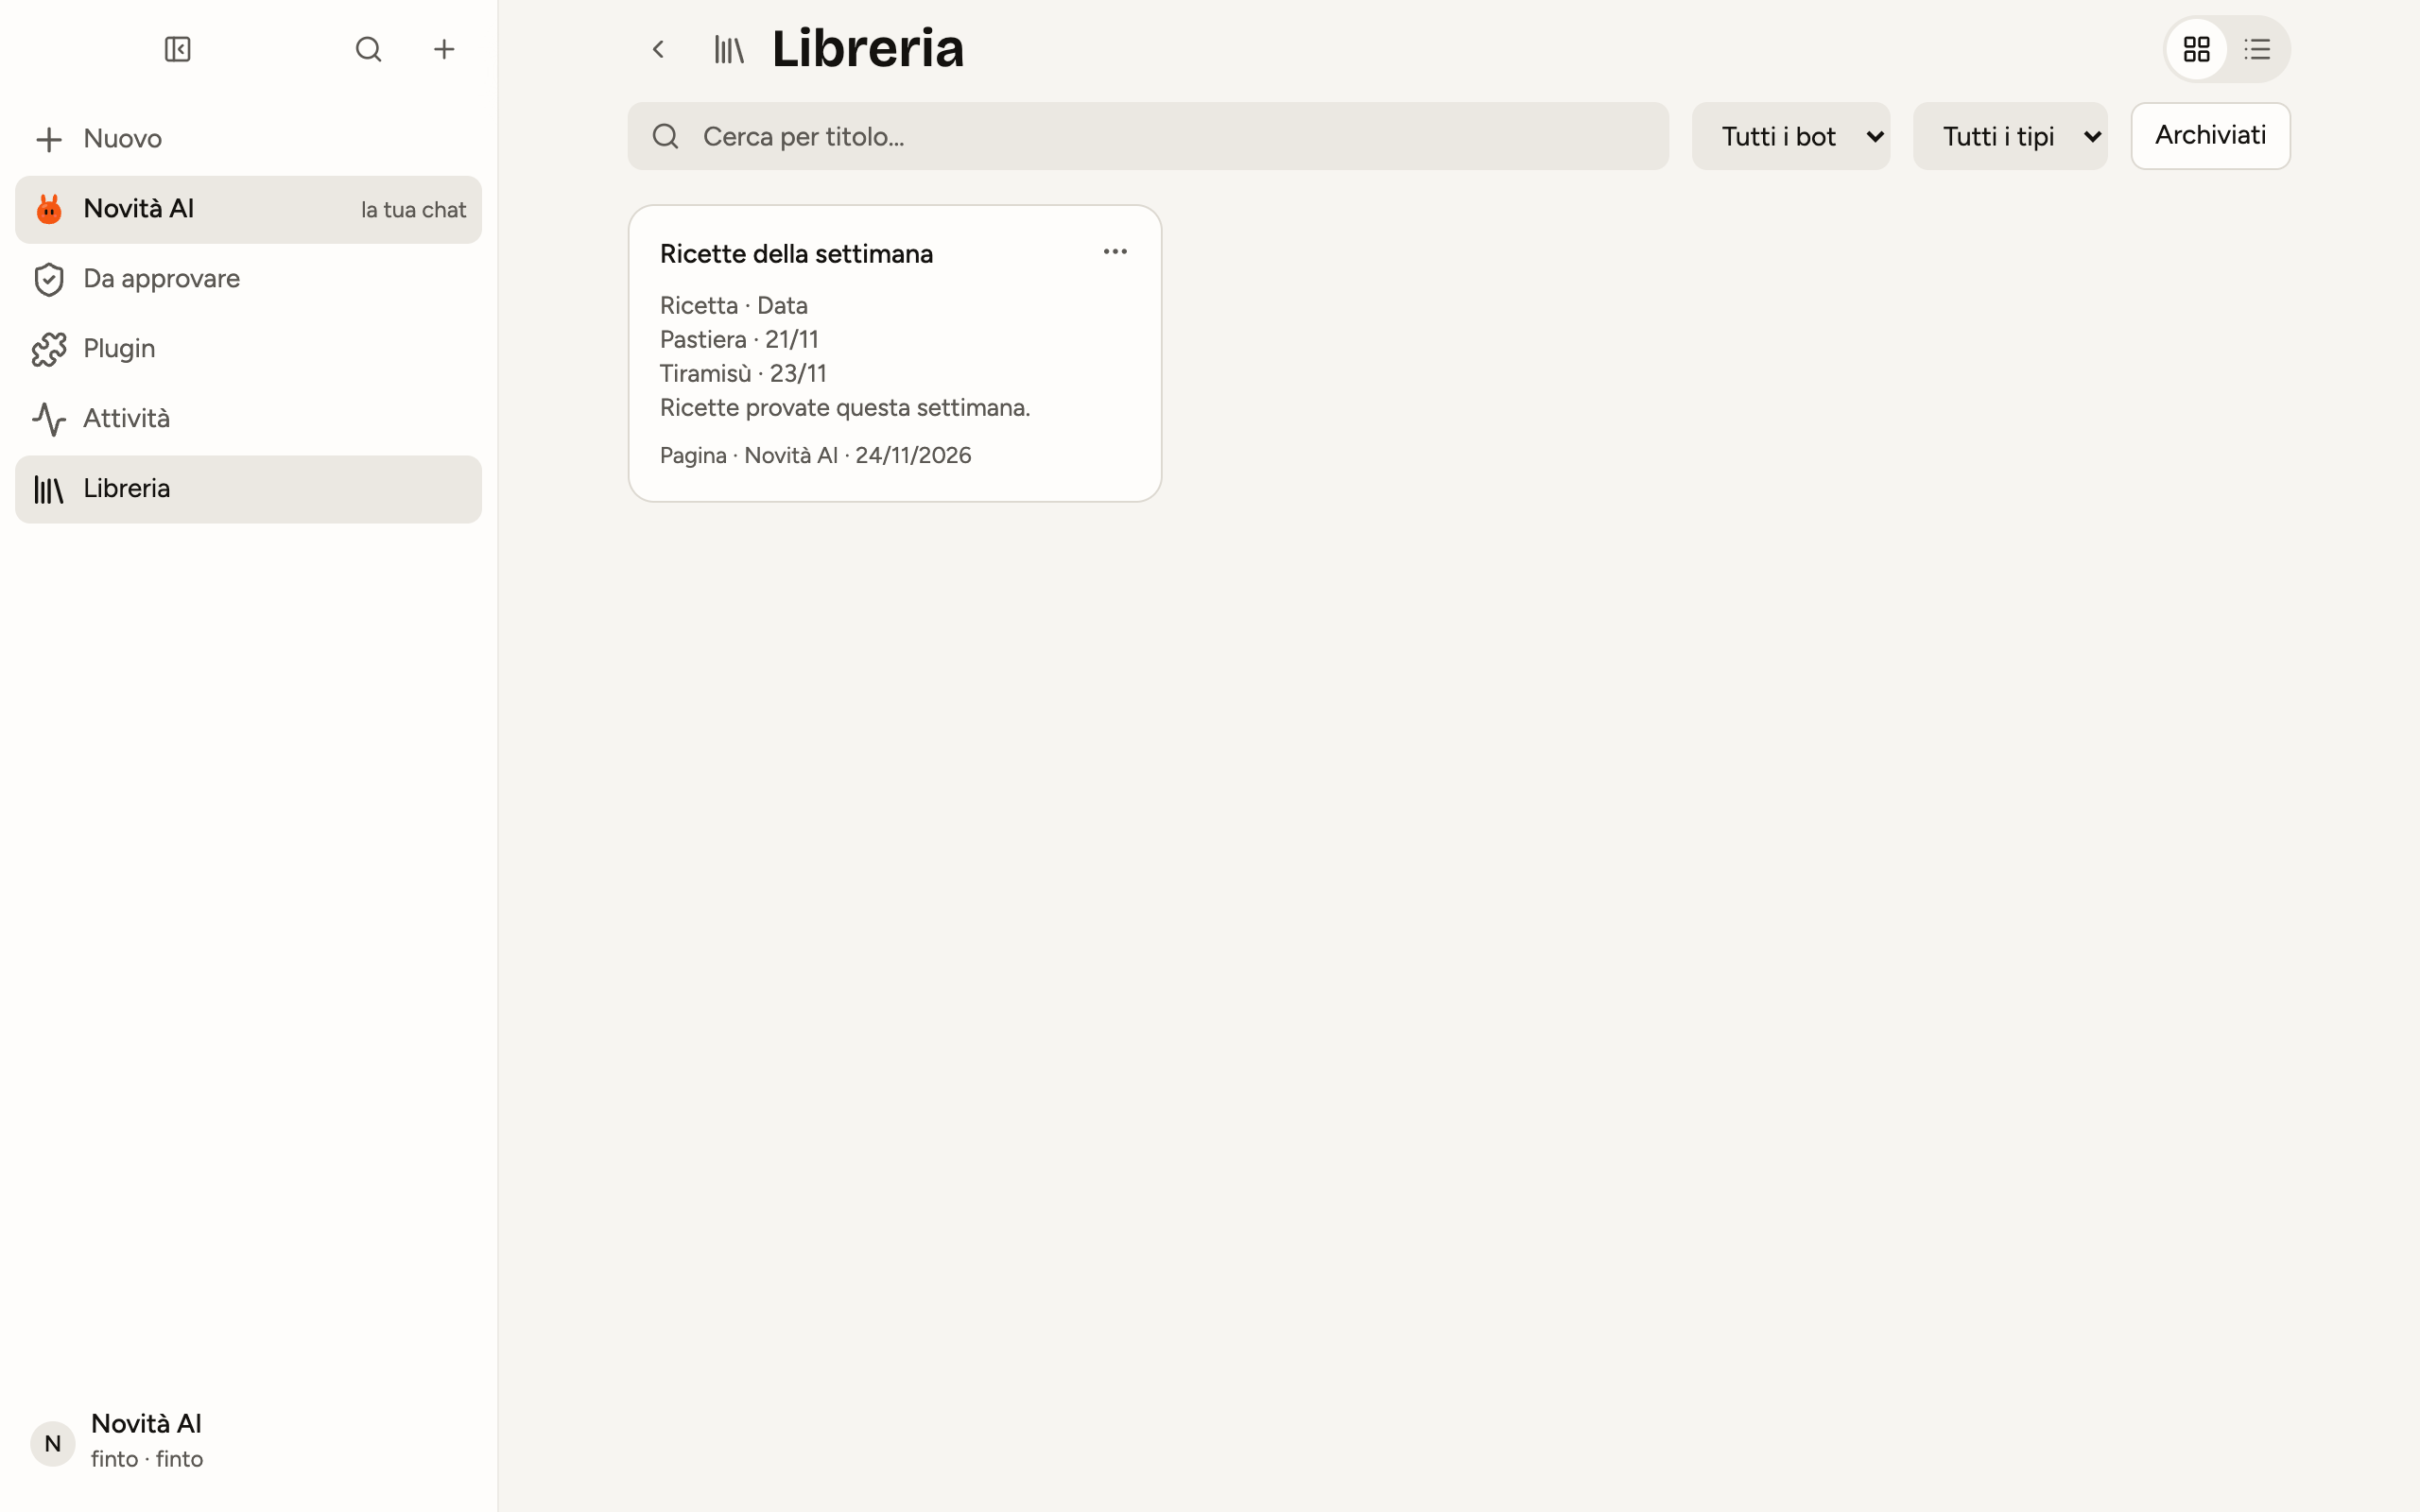 Nuovo
Novità AI la tua chat
Da approvare
Plugin
Attività
Libreria
Novità AI
N
finto · finto
Libreria
Cerca per titolo...
Tutti i bot
Tutti i tipi
Archiviati
Ricette della settimana
Ricetta · Data
Pastiera · 21/11
Tiramisù · 23/11
Ricette provate questa settimana.
Pagina · Novità AI · 24/11/2026